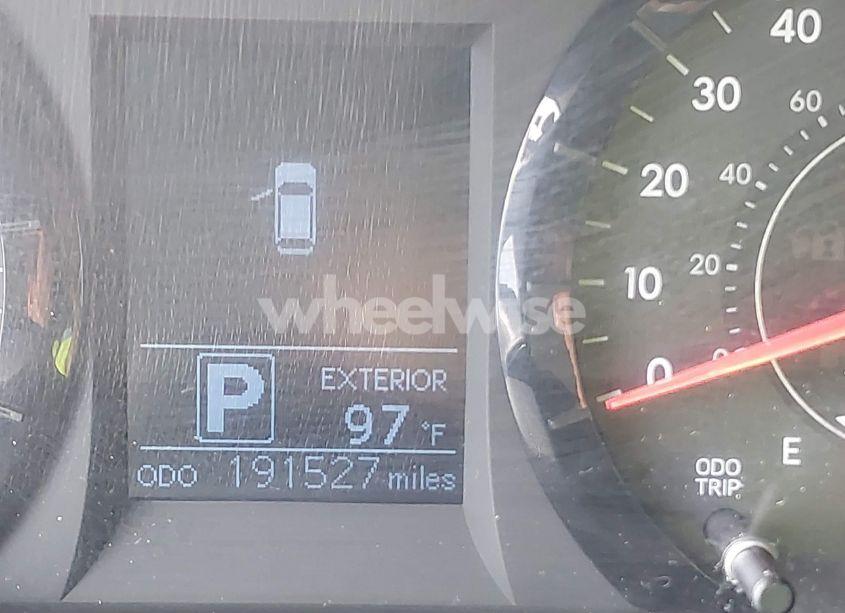 40
30
60
20
40
20
10
0
wheelwise
P
EXTERIOR
97 °F
ODO 191527 miles
E
ODO
TRIP